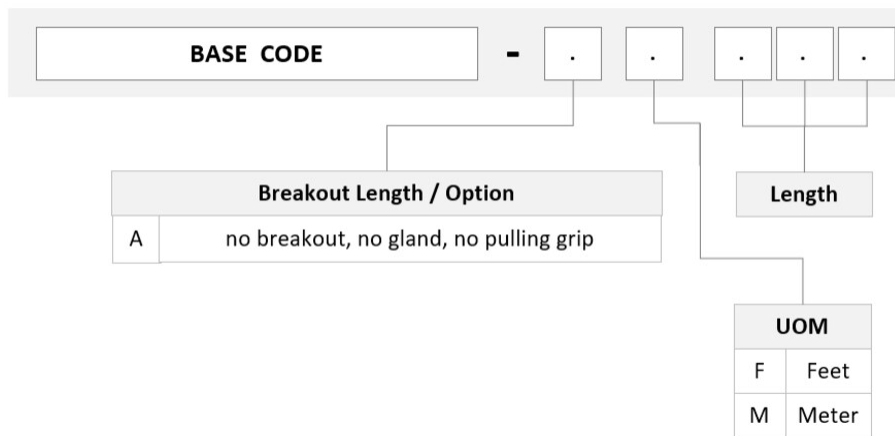 BASE CODE - . . . . .
Breakout Length / Option
A no breakout, no gland, no pulling grip
Length
UOM
F Feet
M Meter